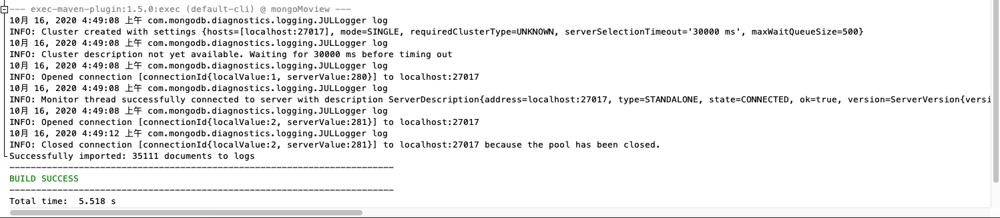 --- exec-maven-plugin:1.5.0:exec (default-cli) @ mongoMoview ---
10月 16, 2020 4:49:08 上午 com.mongodb.diagnostics.logging.JULLogger log
INFO: Cluster created with settings {hosts=[localhost:27017], mode=SINGLE, requiredClusterType=UNKNOWN, serverSelectionTimeout='30000 ms', maxWaitQueueSize=500}
10月 16, 2020 4:49:08 上午 com.mongodb.diagnostics.logging.JULLogger log
INFO: Cluster description not yet available. Waiting for 30000 ms before timing out
10月 16, 2020 4:49:08 上午 com.mongodb.diagnostics.logging.JULLogger log
INFO: Opened connection [connectionId{localValue:1, serverValue:280}] to localhost:27017
10月 16, 2020 4:49:08 上午 com.mongodb.diagnostics.logging.JULLogger log
INFO: Monitor thread successfully connected to server with description ServerDescription{address=localhost:27017, type=STANDALONE, state=CONNECTED, ok=true, version=ServerVersion{versi
10月 16, 2020 4:49:08 上午 com.mongodb.diagnostics.logging.JULLogger log
INFO: Opened connection [connectionId{localValue:2, serverValue:281}] to localhost:27017
10月 16, 2020 4:49:12 上午 com.mongodb.diagnostics.logging.JULLogger log
INFO: Closed connection [connectionId{localValue:2, serverValue:281}] to localhost:27017 because the pool has been closed.
Successfully imported: 35111 documents to logs
------------------------------------------------------------------------
BUILD SUCCESS
------------------------------------------------------------------------
Total time:  5.518 s